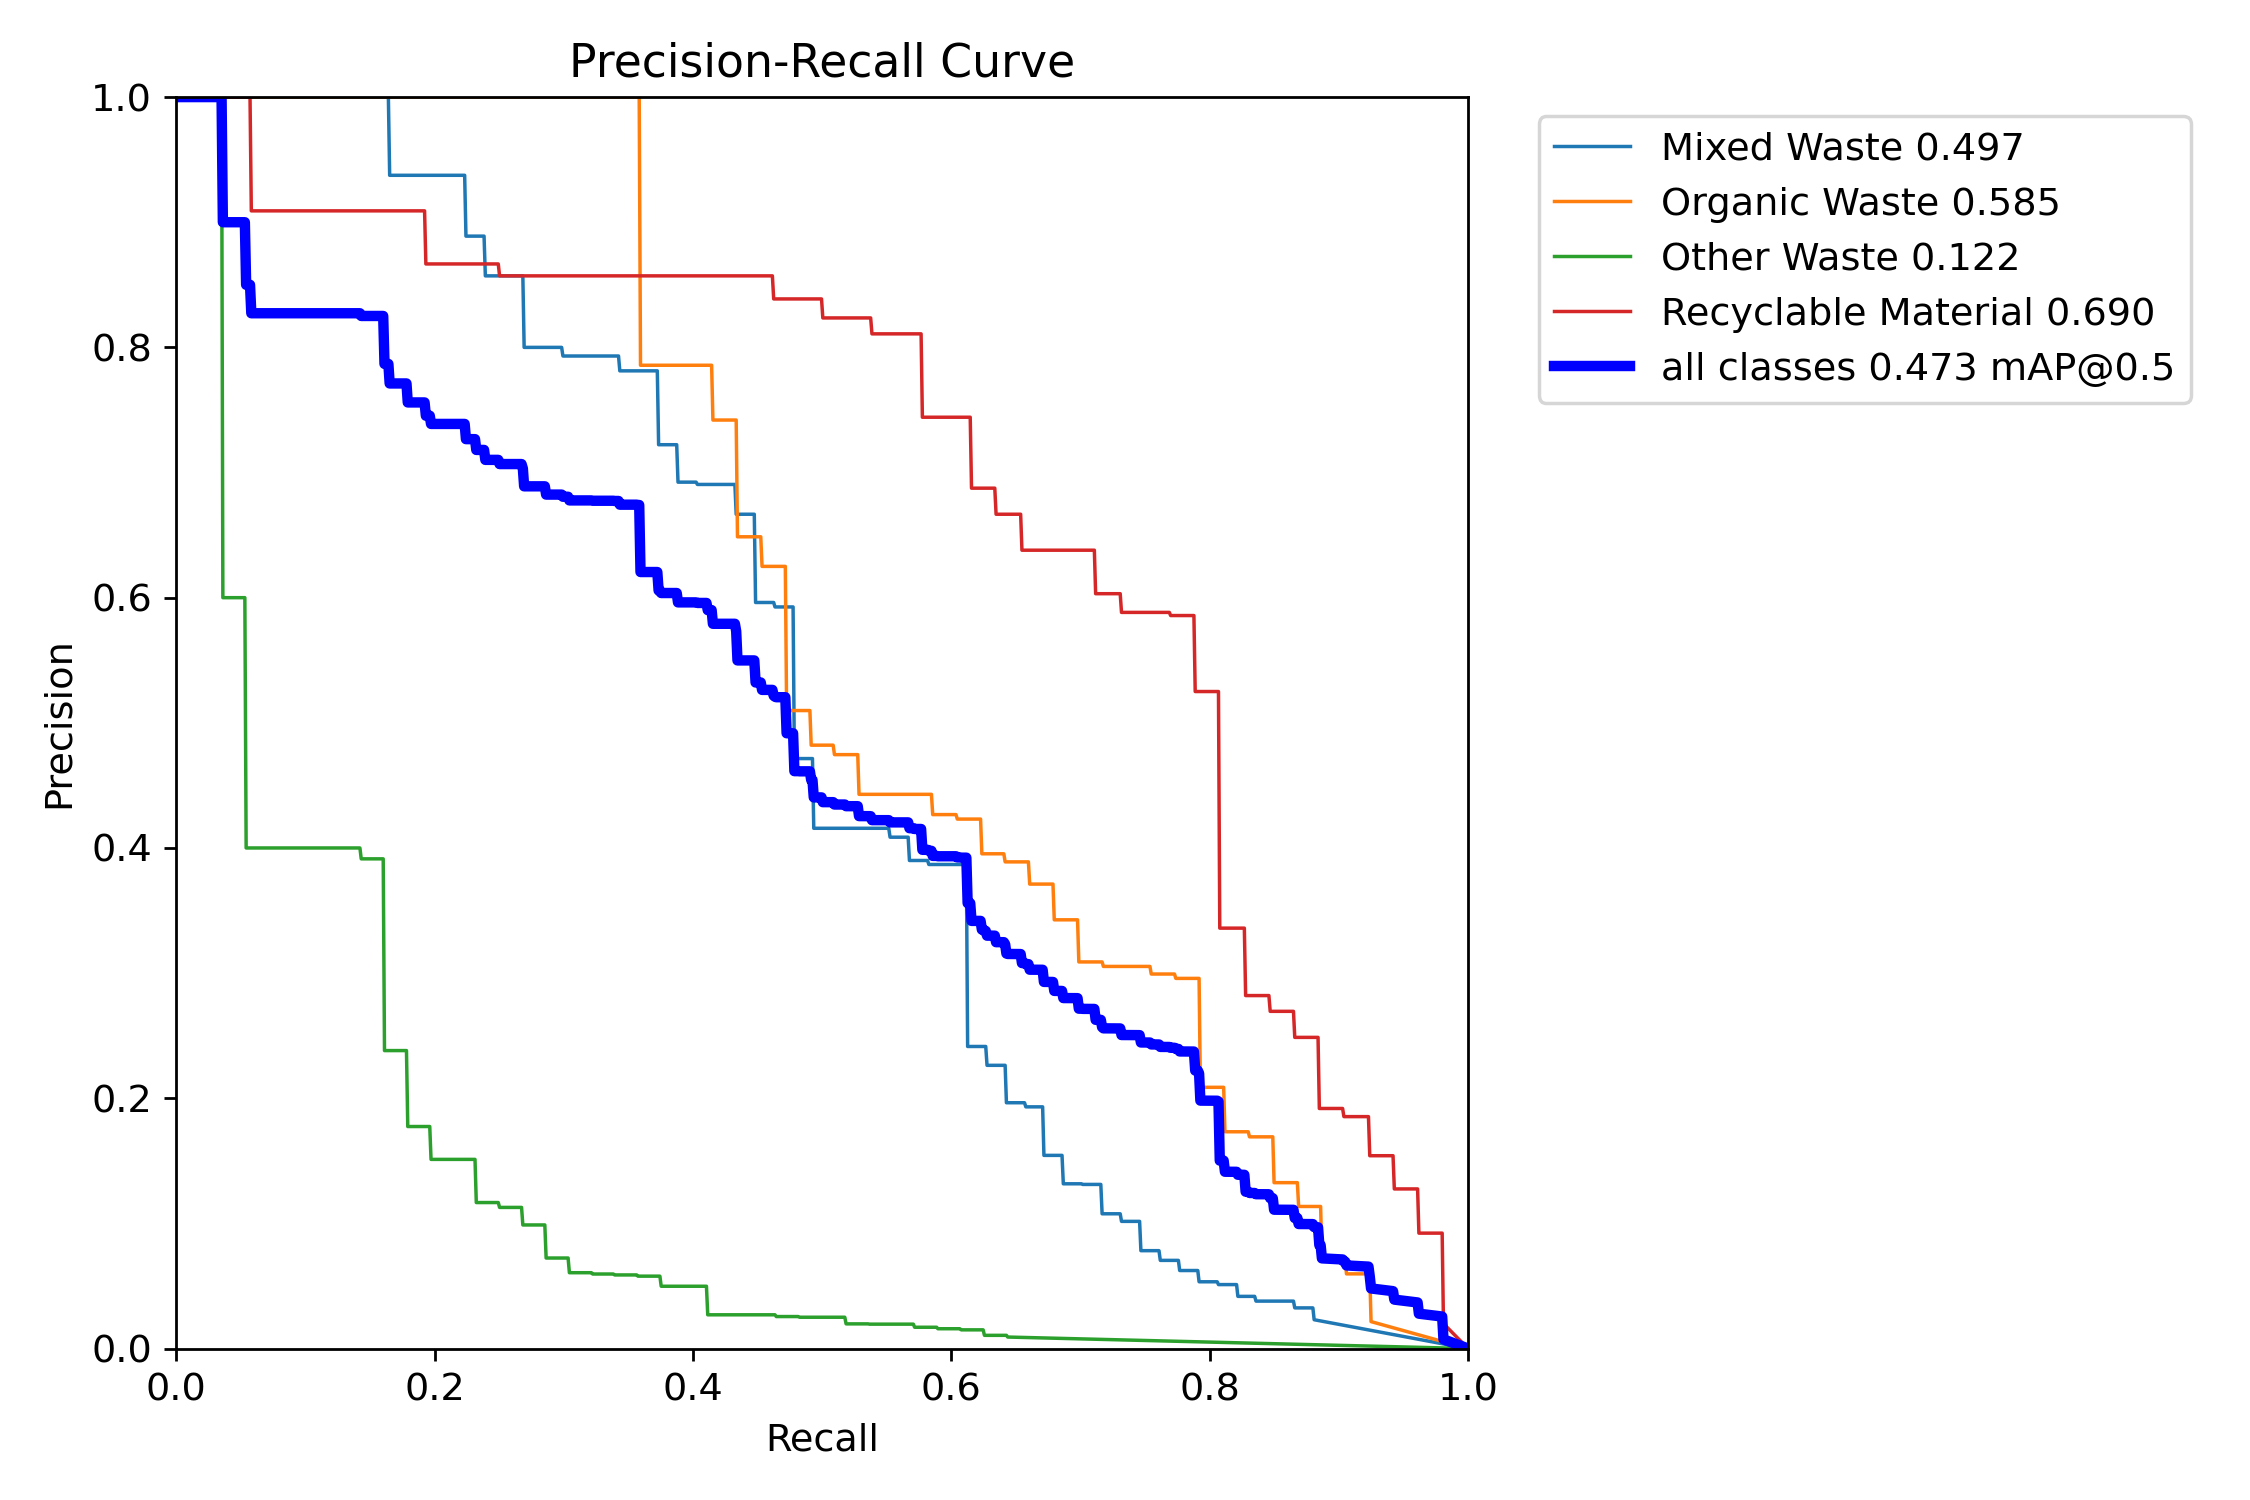 Precision-Recall Curve
1.0
0.8
0.6
0.4
0.2
0.0
Precision
0.0 0.2 0.4 0.6 0.8 1.0
Recall
Mixed Waste 0.497
Organic Waste 0.585
Other Waste 0.122
Recyclable Material 0.690
all classes 0.473 mAP@0.5